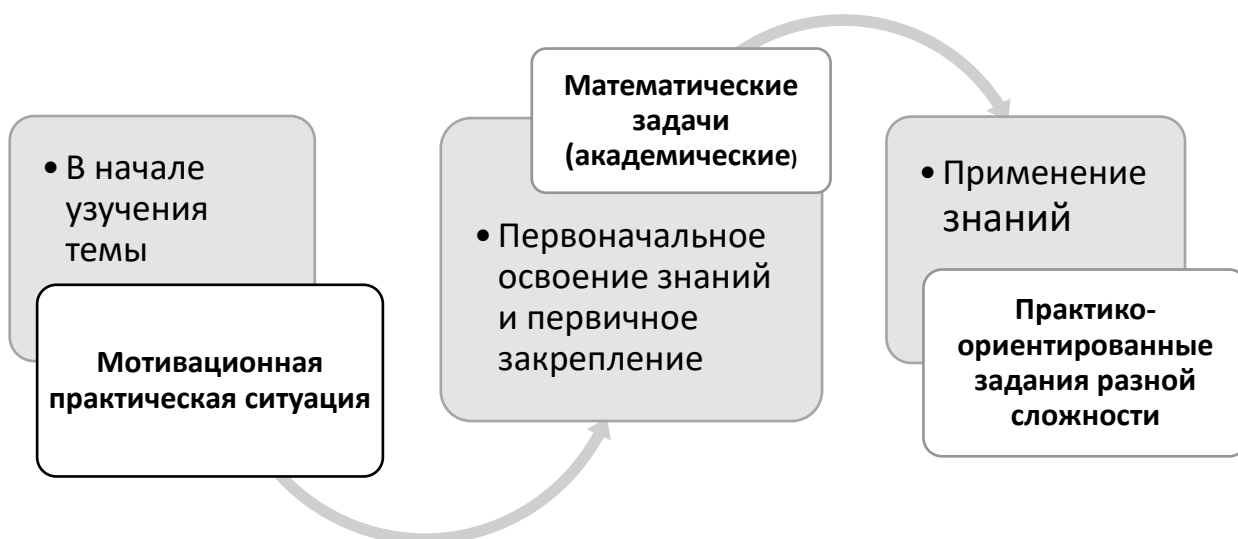 • В начале
узучения
темы
Мотивационная
практическая ситуация
Математические
задачи
(академические)
• Первоначальное
освоение знаний
и первичное
закрепление
• Применение
знаний
Практико-
ориентированные
задания разной
сложности